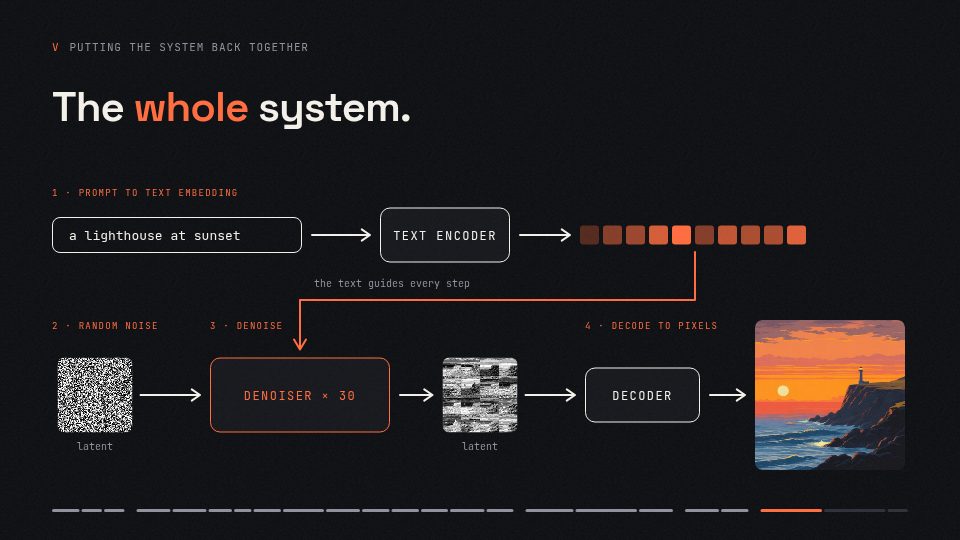 V PUTTING THE SYSTEM BACK TOGETHER
The whole system.
1 · PROMPT TO TEXT EMBEDDING
a lighthouse at sunset
TEXT ENCODER
the text guides every step
2 · RANDOM NOISE
3 · DENOISE
4 · DECODE TO PIXELS
DENOISER × 30
DECODER
latent
latent